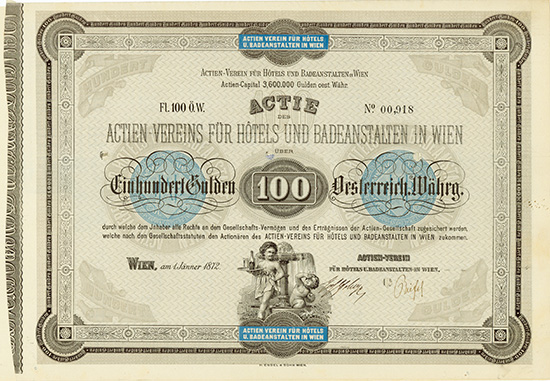 ACTIEN VEREIN FÜR HÔTELS
U. BADEANSTALTEN IN WIEN
ACTIEN-VEREIN FÜR HÔTELS UND BADEANSTALTEN IN WIEN
Actien-Capital 3,600.000 Gulden oest. Währ.
Fl. 100 Ö.W.
ACTIE
No 00,918
DES
ACTIEN-VEREINS FÜR HÔTELS UND BADEANSTALTEN IN WIEN
ÜBER
Einhundert Gulden 100 Oesterreich. Währg.
durch welche dem Inhaber alle Rechte an dem Gesellschafts-Vermögen und den Erträgnissen der Actien-Gesellschaft zugesichert werden,
welche nach den Gesellschaftsstatuten den Actionären des ACTIEN-VEREINS FÜR HÔTELS UND BADEANSTALTEN IN WIEN zukommen.
WIEN, am 1. Jänner 1872.
ACTIEN-VEREIN
FÜR HÔTELS U. BADEANSTALTEN IN WIEN,
ACTIEN VEREIN FÜR HÔTELS
U. BADEANSTALTEN IN WIEN